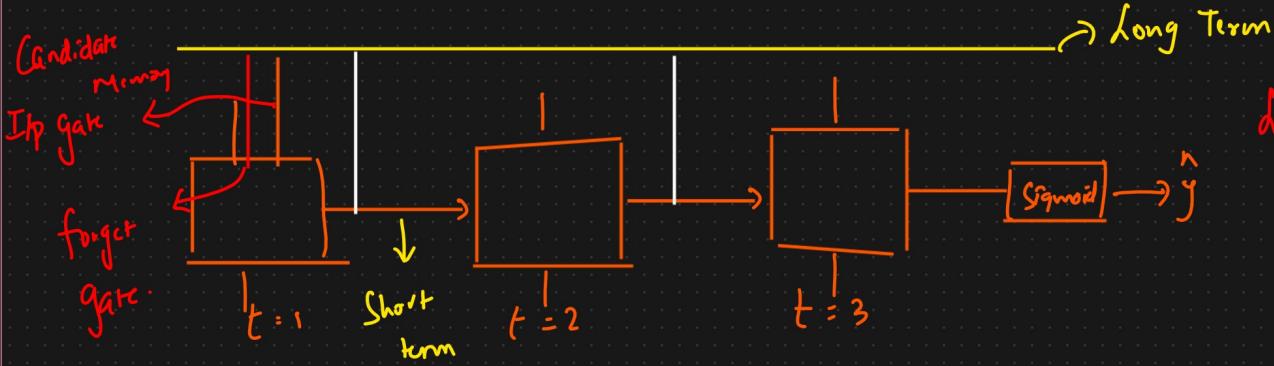 Candidate
Memory
I/p gate
forget
gate.
t = 1
Short
term
t = 2
t = 3
Long Term
Sigmoid
ŷ